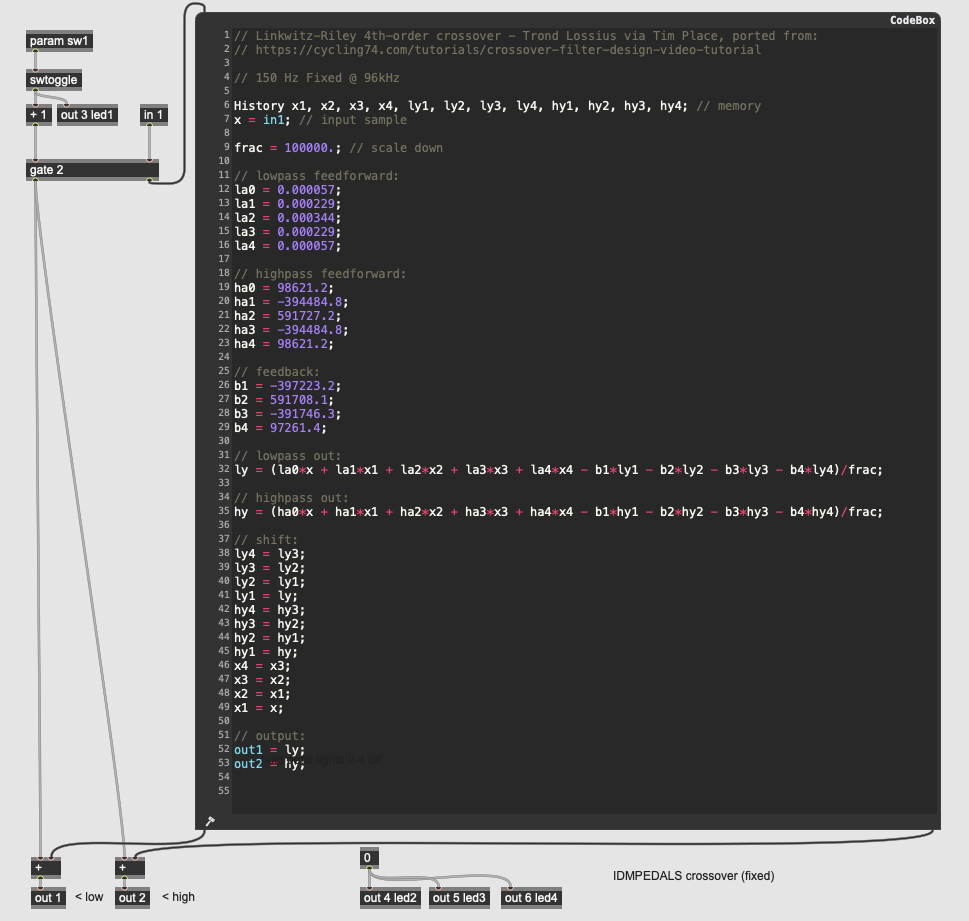 param sw1
swtoggle
+ 1
out 3 led1
in 1
gate 2
CodeBox
1 // Linkwitz-Riley 4th-order crossover - Trond Lossius via Tim Place, ported from:
2 // https://cycling74.com/tutorials/crossover-filter-design-video-tutorial
3
4 // 150 Hz Fixed @ 96kHz
5
6 History x1, x2, x3, x4, ly1, ly2, ly3, ly4, hy1, hy2, hy3, hy4; // memory
7 x = in1; // input sample
8
9 frac = 100000.; // scale down
10
11 // lowpass feedforward:
12 la0 = 0.000057;
13 la1 = 0.000229;
14 la2 = 0.000344;
15 la3 = 0.000229;
16 la4 = 0.000057;
17
18 // highpass feedforward:
19 ha0 = 98621.2;
20 ha1 = -394484.8;
21 ha2 = 591727.2;
22 ha3 = -394484.8;
23 ha4 = 98621.2;
24
25 // feedback:
26 b1 = -397223.2;
27 b2 = 591708.1;
28 b3 = -391746.3;
29 b4 = 97261.4;
30
31 // lowpass out:
32 ly = (la0*x + la1*x1 + la2*x2 + la3*x3 + la4*x4 - b1*ly1 - b2*ly2 - b3*ly3 - b4*ly4)/frac;
33
34 // highpass out:
35 hy = (ha0*x + ha1*x1 + ha2*x2 + ha3*x3 + ha4*x4 - b1*hy1 - b2*hy2 - b3*hy3 - b4*hy4)/frac;
36
37 // shift:
38 ly4 = ly3;
39 ly3 = ly2;
40 ly2 = ly1;
41 ly1 = ly;
42 hy4 = hy3;
43 hy3 = hy2;
44 hy2 = hy1;
45 hy1 = hy;
46 x4 = x3;
47 x3 = x2;
48 x2 = x1;
49 x1 = x;
50
51 // output:
52 out1 = ly;
lights 2-4 off
53 out2 = hy;
54
55
+
+
0
out 1
< low
out 2
< high
out 4 led2
out 5 led3
out 6 led4
IDMPEDALS crossover (fixed)